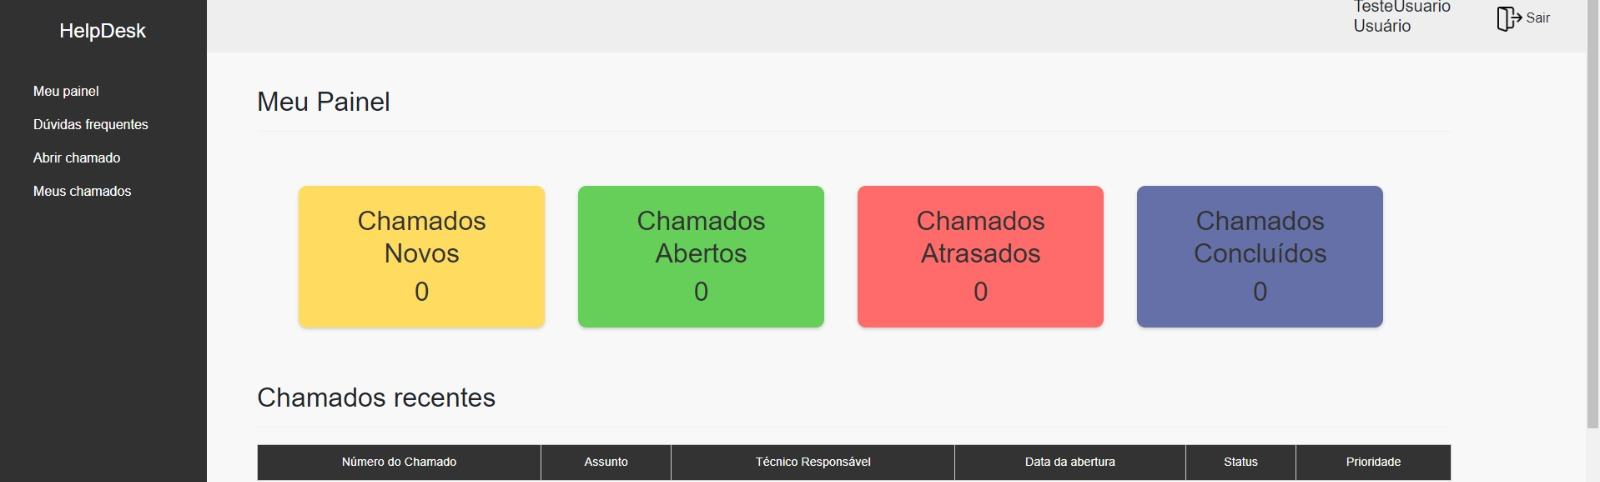 HelpDesk
Meu painel
Dúvidas frequentes
Abrir chamado
Meus chamados
TesteUsuario
Usuário
Sair
Meu Painel
Chamados
Novos
0
Chamados
Abertos
0
Chamados
Atrasados
0
Chamados
Concluídos
0
Chamados recentes
Número do Chamado Assunto Técnico Responsável Data da abertura Status Prioridade